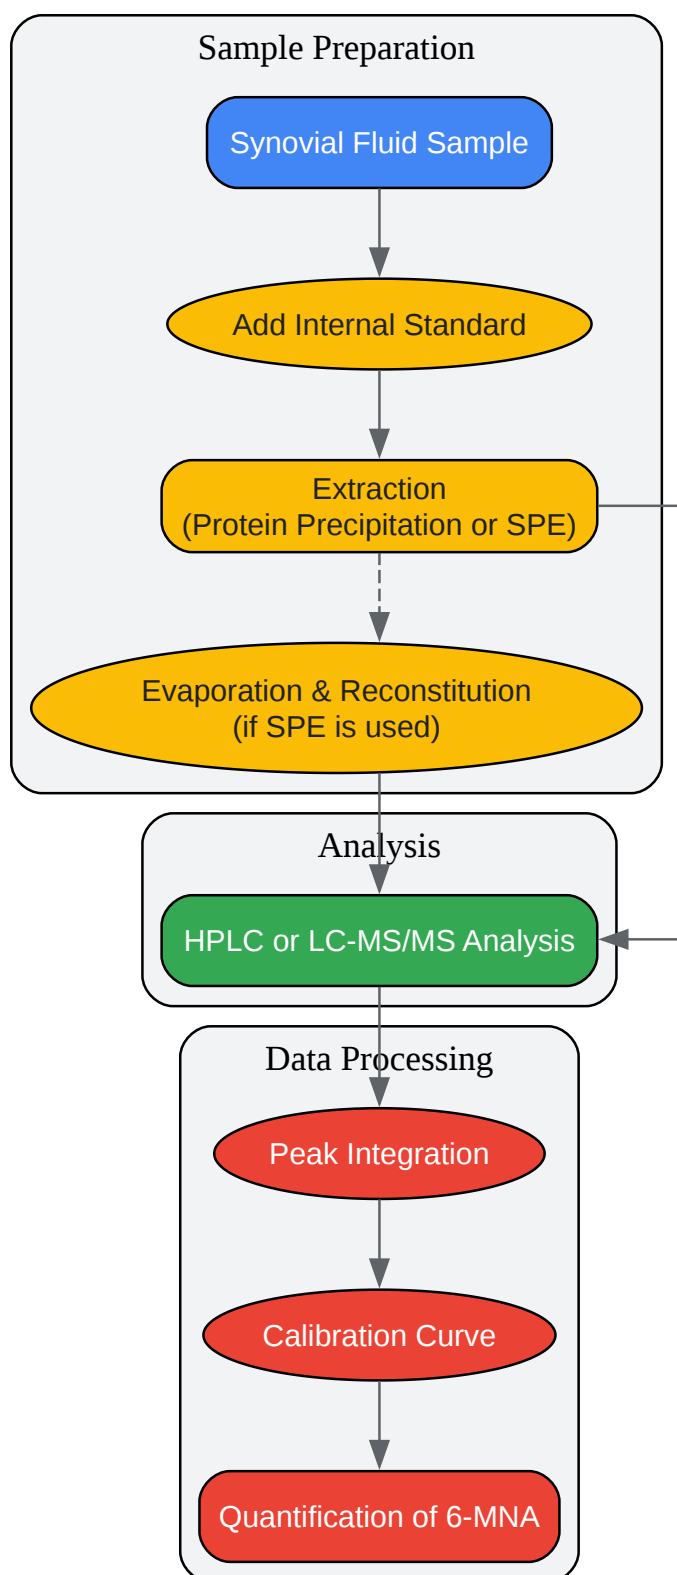 Sample Preparation
Synovial Fluid Sample
Add Internal Standard
Extraction
(Protein Precipitation or SPE)
Evaporation & Reconstitution
(if SPE is used)
Analysis
HPLC or LC-MS/MS Analysis
Data Processing
Peak Integration
Calibration Curve
Quantification of 6-MNA